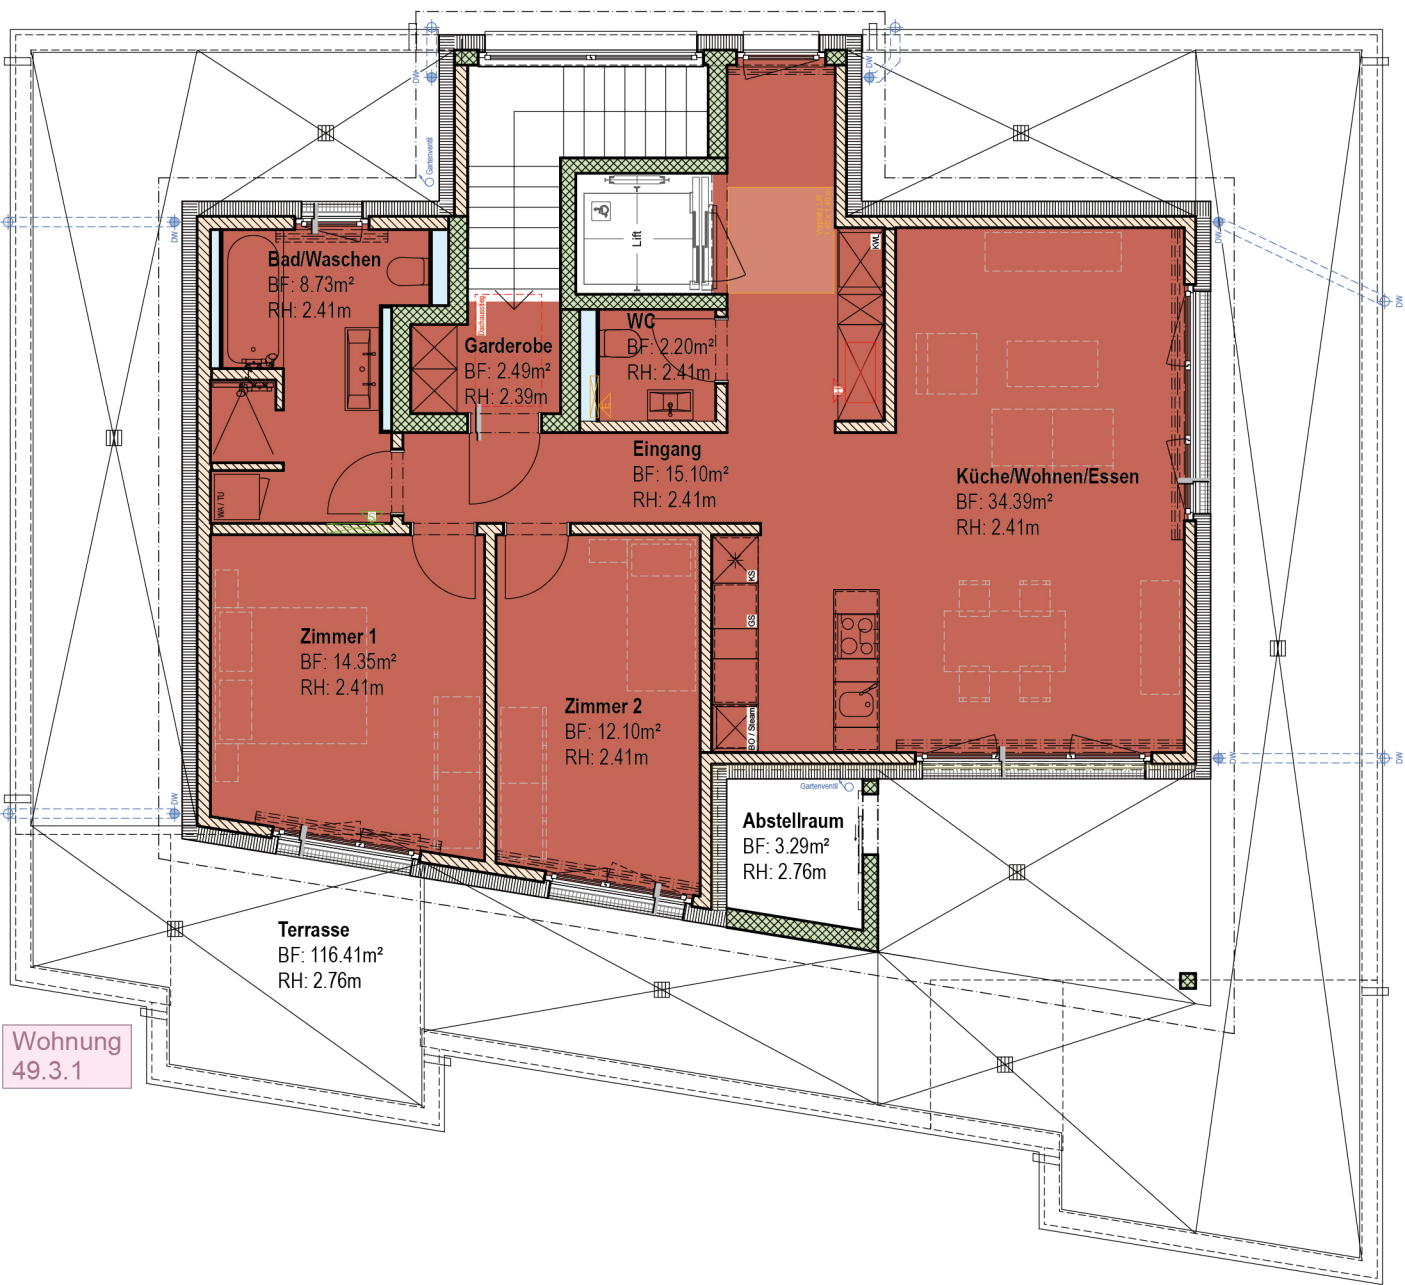 DW
DW
Gartenventil
DW
Bad/Waschen
BF: 8.73m²
RH: 2.41m
Lift
KWL
DW
DW
Dachausstieg
Garderobe
BF: 2.49m²
RH: 2.39m
WC
BF: 2.20m²
RH: 2.41m
E
H
Eingang
BF: 15.10m²
RH: 2.41m
Küche/Wohnen/Essen
BF: 34.39m²
RH: 2.41m
WA / TU
S
KS
GS
BO / Steam
Zimmer 1
BF: 14.35m²
RH: 2.41m
Zimmer 2
BF: 12.10m²
RH: 2.41m
DW
DW
DW
Gartenventil
Abstellraum
BF: 3.29m²
RH: 2.76m
Terrasse
BF: 116.41m²
RH: 2.76m
Wohnung
49.3.1